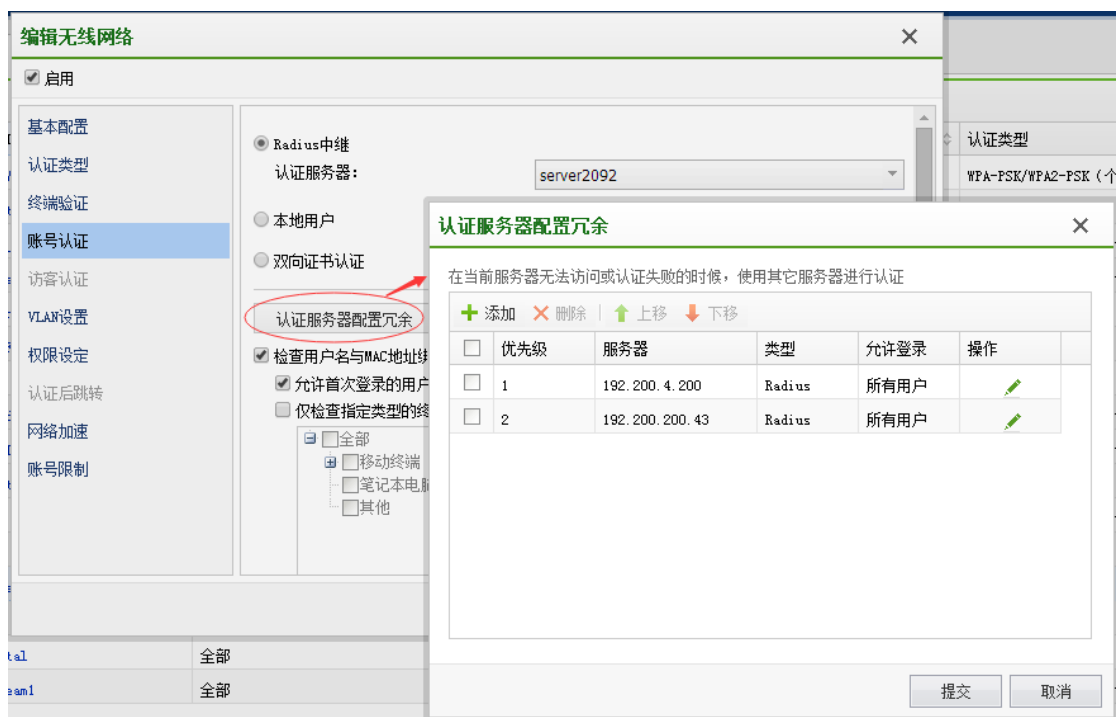 编辑无线网络
启用
基本配置
认证类型
终端验证
账号认证
访客认证
VLAN设置
权限设定
认证后跳转
网络加速
账号限制
Radius中继
认证服务器:
server2092
本地用户
双向证书认证
认证服务器配置冗余
检查用户名与MAC地址绑
允许首次登录的用户
仅检查指定类型的终
全部
移动终端
笔记本电脑
其他
认证类型
WPA-PSK/WPA2-PSK (个
认证服务器配置冗余
在当前服务器无法访问或认证失败的时候，使用其它服务器进行认证
添加 删除 上移 下移
优先级 服务器 类型 允许登录 操作
1 192.200.4.200 Radius 所有用户
2 192.200.200.43 Radius 所有用户
提交 取消
tal 全部
eam1 全部